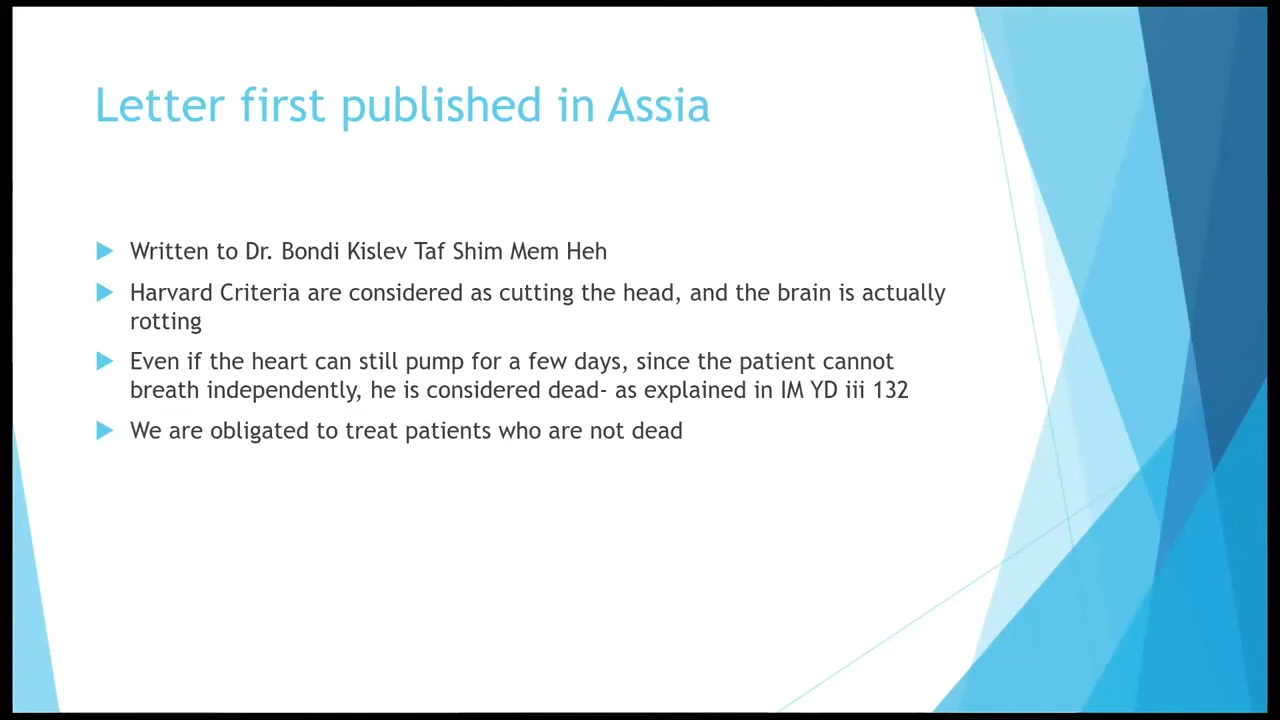 Letter first published in Assia
Written to Dr. Bondi Kislev Taf Shim Mem Heh
Harvard Criteria are considered as cutting the head, and the brain is actually
rotting
Even if the heart can still pump for a few days, since the patient cannot
breath independently, he is considered dead- as explained in IM YD iii 132
We are obligated to treat patients who are not dead